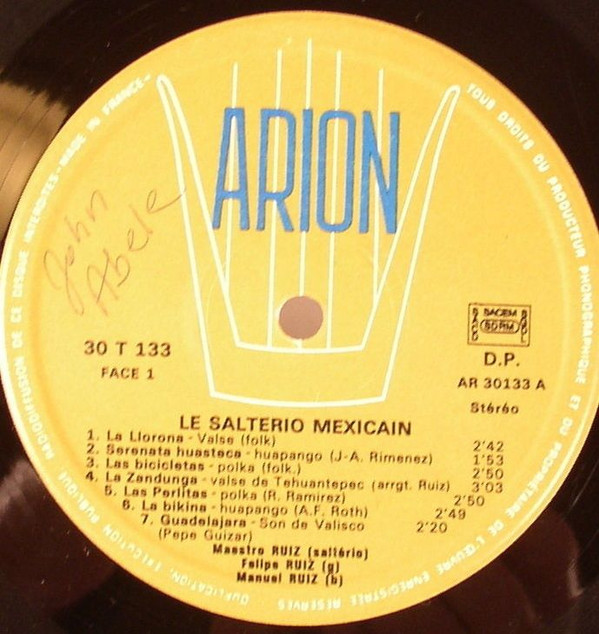 TOUS DROITS DU PRODUCTEUR PHONOGRAPHIQUE ET DU PROPRIÉTAIRE DE L'ŒUVRE ENREGISTRÉE RÉSERVÉS
DUPLICATION, EXÉCUTION PUBLIQUE RADIODIFFUSION DE CE DISQUE INTERDITES - MADE IN FRANCE -
ARION
John
Abele
SACEM
SDRM
30 T 133
FACE 1
D.P.
AR 30133 A
Stéréo
LE SALTERIO MEXICAIN
1. La Llorona - Valse (folk) 2'42
2. Serenata huasteca - huapango (J-A. Rimenez) 1'53
3. Las bicicletas - polka (folk.) 2'50
4. La Zandunga - valse de Tehuantepec (arrgt. Ruiz) 3'03
5. Las Perlitas - polka (R. Ramirez) 2'50
6. La bikina - huapango (A.F. Roth) 2'49
7. Guadelajara - Son de Valisco 2'20
(Pepe Guizar)
Maestro RUIZ (saltério)
Felipe RUIZ (g)
Manuel RUIZ (b)